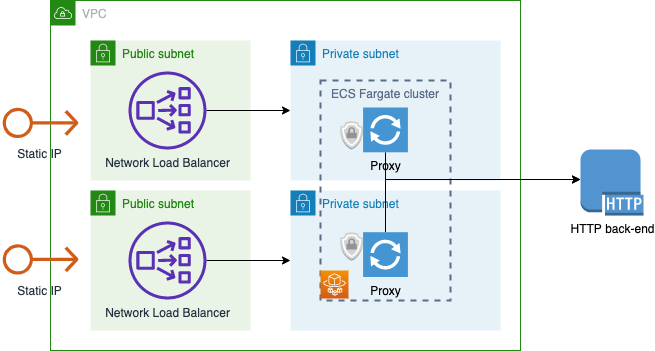 VPC
Public subnet
Private subnet
ECS Fargate cluster
Static IP
Network Load Balancer
Proxy
Public subnet
Private subnet
HTTP
HTTP back-end
Static IP
Network Load Balancer
Proxy